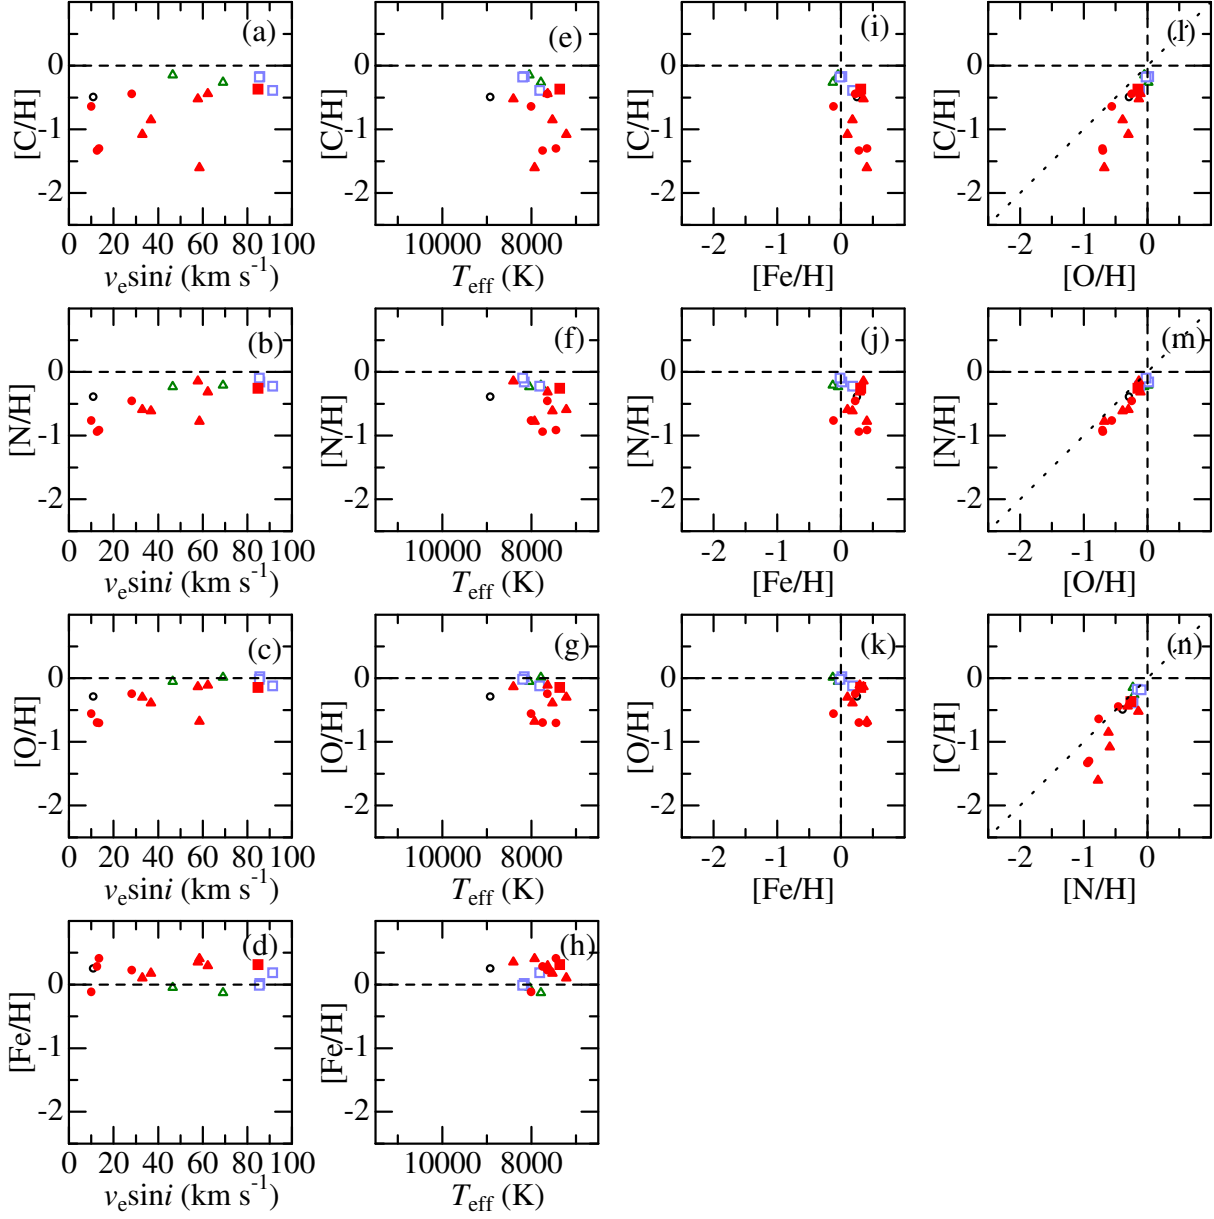 (a)
[C/H]
0
-1
-2
0 20 40 60 80 100
vₑsini (km s⁻¹)
(e)
[C/H]
0
-1
-2
10000 8000
T_eff (K)
(i)
[C/H]
0
-1
-2
-2 -1 0
[Fe/H]
(l)
[C/H]
0
-1
-2
-2 -1 0
[O/H]
(b)
[N/H]
0
-1
-2
0 20 40 60 80 100
vₑsini (km s⁻¹)
(f)
[N/H]
0
-1
-2
10000 8000
T_eff (K)
(j)
[N/H]
0
-1
-2
-2 -1 0
[Fe/H]
(m)
[N/H]
0
-1
-2
-2 -1 0
[O/H]
(c)
[O/H]
0
-1
-2
0 20 40 60 80 100
vₑsini (km s⁻¹)
(g)
[O/H]
0
-1
-2
10000 8000
T_eff (K)
(k)
[O/H]
0
-1
-2
-2 -1 0
[Fe/H]
(n)
[C/H]
0
-1
-2
-2 -1 0
[N/H]
(d)
[Fe/H]
0
-1
-2
0 20 40 60 80 100
vₑsini (km s⁻¹)
(h)
[Fe/H]
0
-1
-2
10000 8000
T_eff (K)